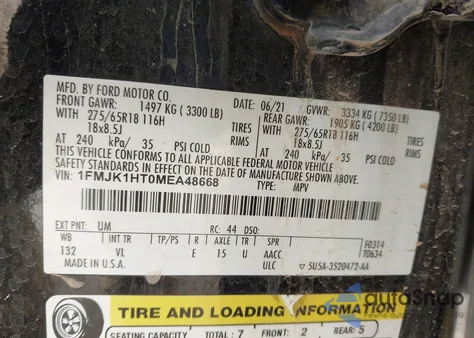 MFD. BY FORD MOTOR CO.
DATE: 06/21 GVWR: 3334 KG (7350 LB)
FRONT GAWR: 1497 KG (3300 LB) REAR GAWR: 1905 KG (4200 LB)
WITH 275/65R18 116H TIRES WITH 275/65R18 116H TIRES
18x8.5J RIMS 18x8.5J
AT 240 kPa/ 35 PSI COLD AT 240 kPa/ 35 PSI COLD
THIS VEHICLE CONFORMS TO ALL APPLICABLE FEDERAL MOTOR VEHICLE
SAFETY STANDARDS IN EFFECT ON THE DATE OF
MANUFACTURE SHOWN ABOVE.
VIN: 1FMJK1HT0MEA48668
TYPE: MPV
EXT PNT: UM RC: 44 DSO: F0314
WB INT TR R AXLE TR SPR T0634
132 VL E 15 U AACC
MADE IN U.S.A. ULC ▽ 5U5A-3520472-AA
TIRE AND LOADING INFORMATION
SEATING CAPACITY TOTAL : 7 FRONT: 2 REAR: 5
autoSnap